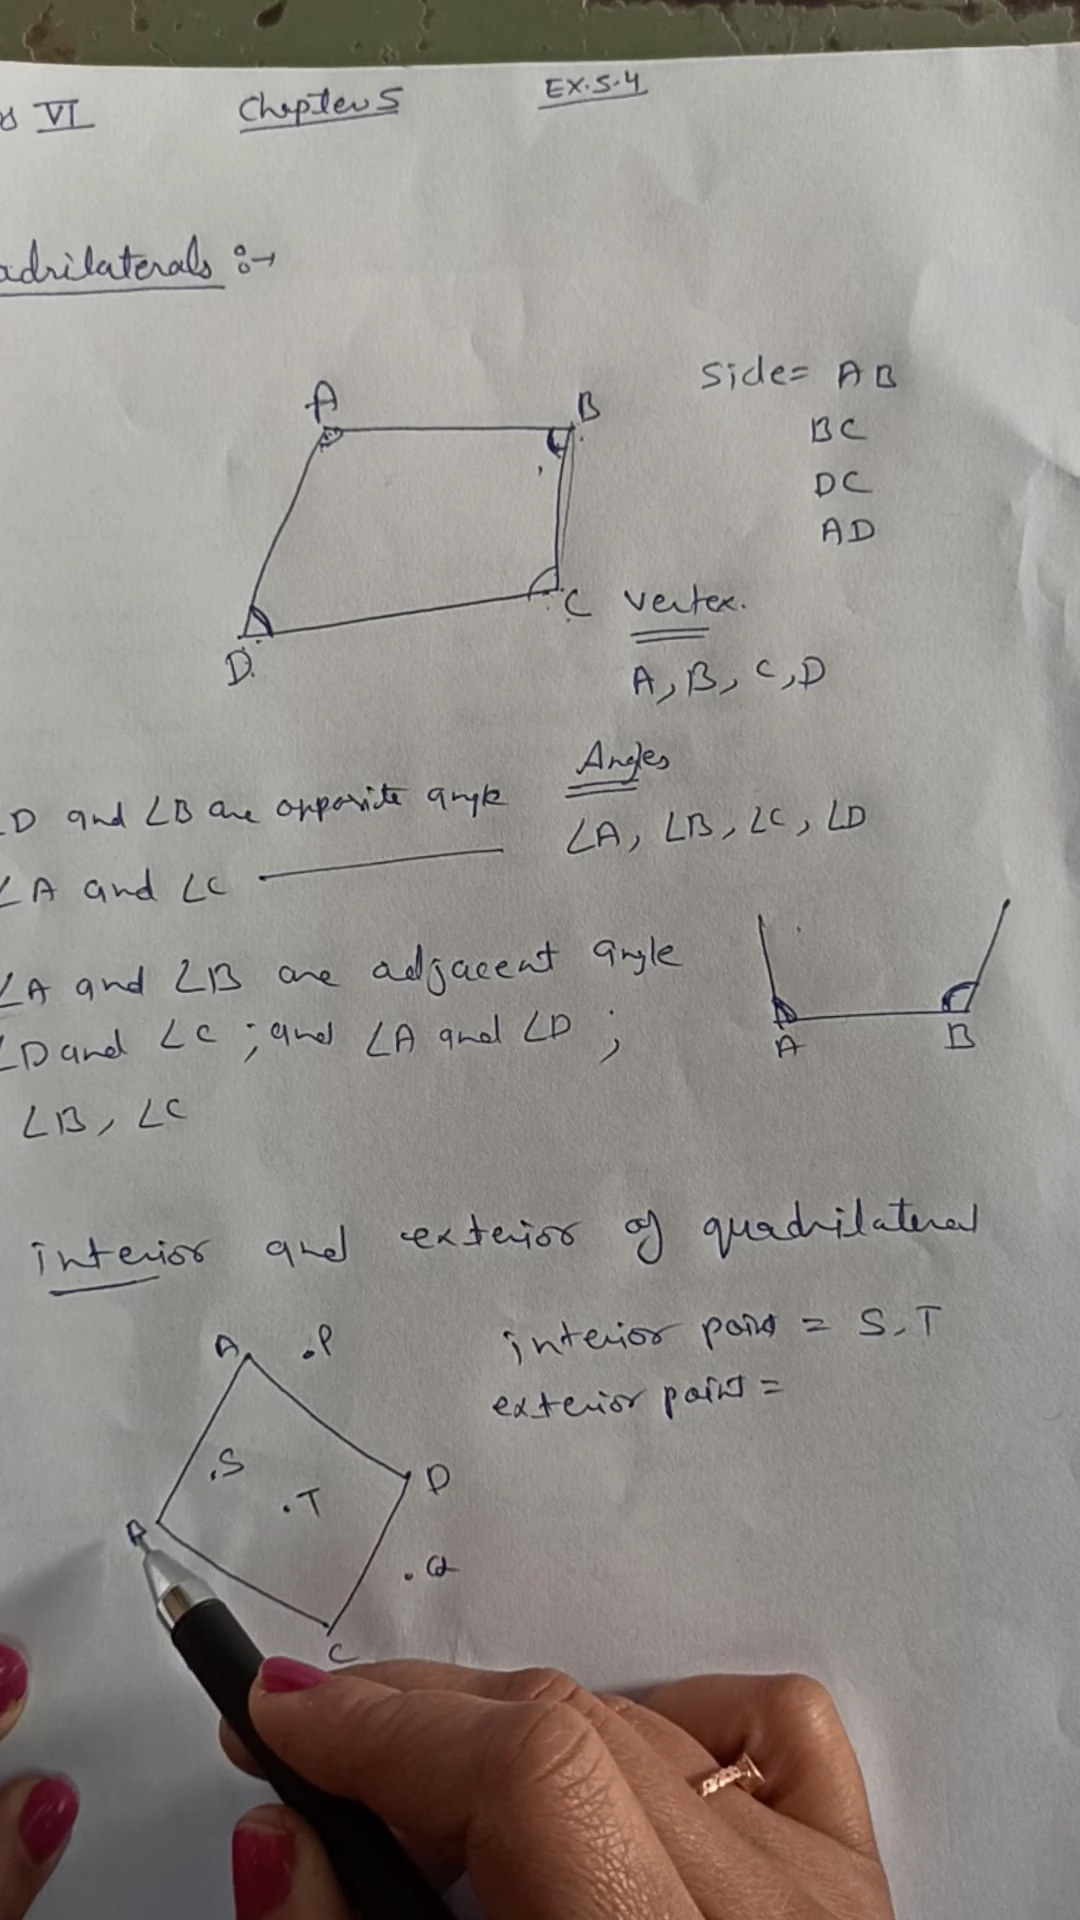 VI Chapter 5 EX.5.4
adrilaterals :→
A
B
D
C
Side = AB
BC
DC
AD
Vertex.
A, B, C, D
Angles
∠A, ∠B, ∠C, ∠D
∠D and ∠B are opposite angle
∠A and ∠C
∠A and ∠B are adjacent angle
∠D and ∠C ; and ∠A and ∠D ;
∠B, ∠C
A
B
interior and exterior of quadrilateral
interior point = S, T
exterior point =
A .P
.S
.T
D
.Q
C